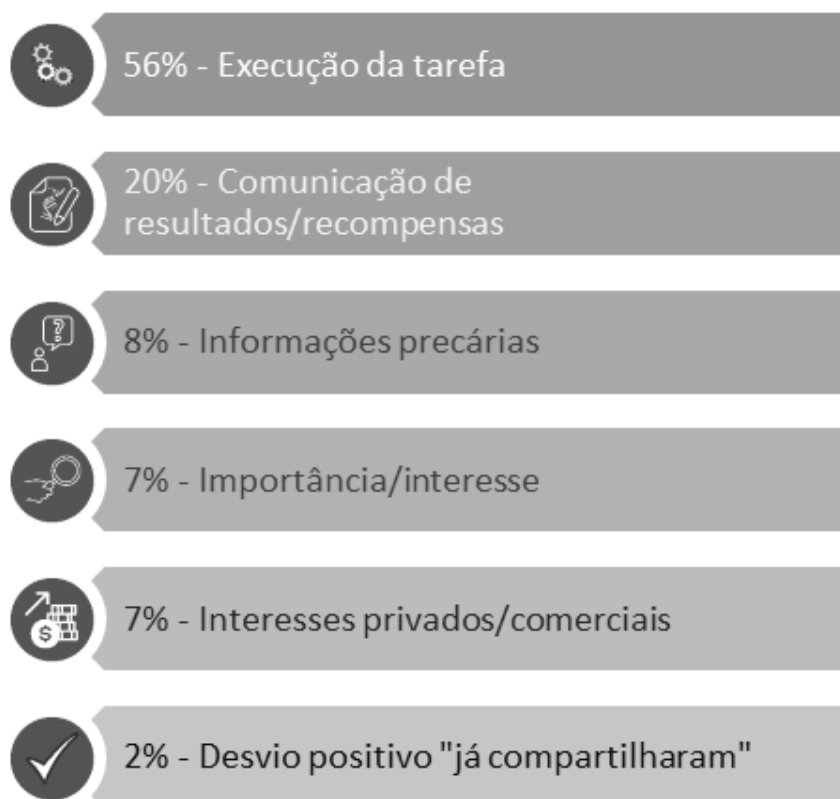 56% - Execução da tarefa
20% - Comunicação de
resultados/recompensas
8% - Informações precárias
7% - Importância/interesse
7% - Interesses privados/comerciais
2% - Desvio positivo "já compartilharam"